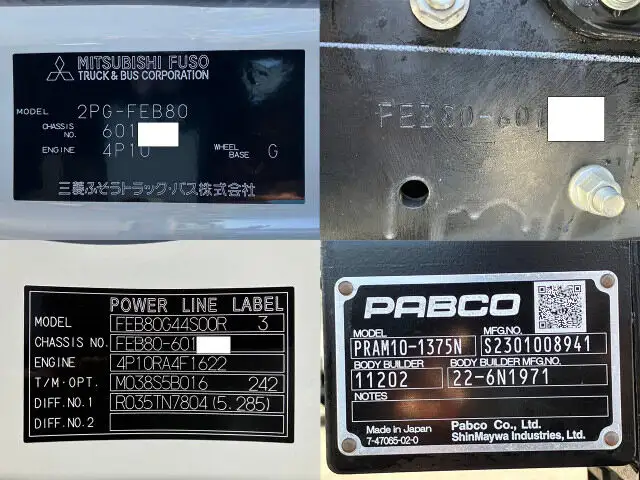 MITSUBISHI FUSO
TRUCK & BUS CORPORATION
MODEL 2PG-FEB80
CHASSIS NO. 601
ENGINE 4P10 WHEEL BASE G
三菱ふそうトラック・バス株式会社
FEB80-601
POWER LINE LABEL
MODEL FEB80G44S00R 3
CHASSIS NO. FEB80-601
ENGINE 4P10RA4F1622
T/M・OPT. M038S5B016 242
DIFF.NO.1 R035TN7804(5.285)
DIFF.NO.2
PABCO
MODEL MFG.NO.
PRAM10-1375N S2301008941
BODY BUILDER BODY BUILDER MFG.NO.
11202 22-6N1971
NOTES
Made in Japan Pabco Co., Ltd.
7-47065-02-0 ShinMaywa Industries, Ltd.